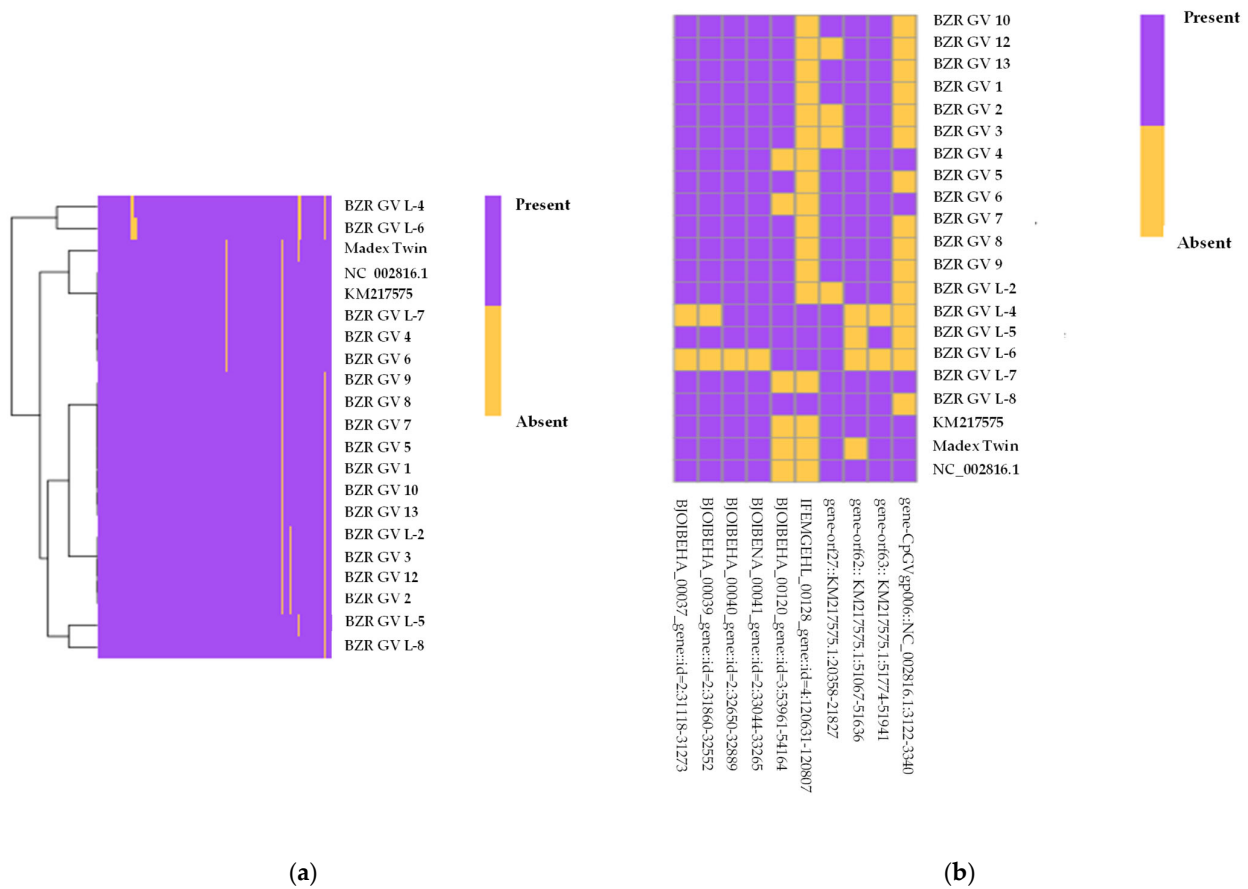 BZR GV L-4
BZR GV L-6
Madex Twin
NC_002816.1
KM217575
BZR GV L-7
BZR GV 4
BZR GV 6
BZR GV 9
BZR GV 8
BZR GV 7
BZR GV 5
BZR GV 1
BZR GV 10
BZR GV 13
BZR GV L-2
BZR GV 3
BZR GV 12
BZR GV 2
BZR GV L-5
BZR GV L-8
Present
Absent
(a)
BZR GV 10
BZR GV 12
BZR GV 13
BZR GV 1
BZR GV 2
BZR GV 3
BZR GV 4
BZR GV 5
BZR GV 6
BZR GV 7
BZR GV 8
BZR GV 9
BZR GV L-2
BZR GV L-4
BZR GV L-5
BZR GV L-6
BZR GV L-7
BZR GV L-8
KM217575
Madex Twin
NC_002816.1
Present
Absent
BJOIBEHA_00037_gene::id=2:31118-31273
BJOIBEHA_00039_gene::id=2:31860-32552
BJOIBEHA_00040_gene::id=2:32650-32889
BJOIBENA_00041_gene::id=2:33044-33265
BJOIBEHA_00120_gene::id=3:53961-54164
IFEMGEHL_00128_gene::id=4:120631-120807
gene-orf27::KM217575.1:20358-21827
gene-orf62:: KM217575.1:51067-51636
gene-orf63:: KM217575.1:51774-51941
gene-CpGVgp006::NC_002816.1:3122-3340
(b)